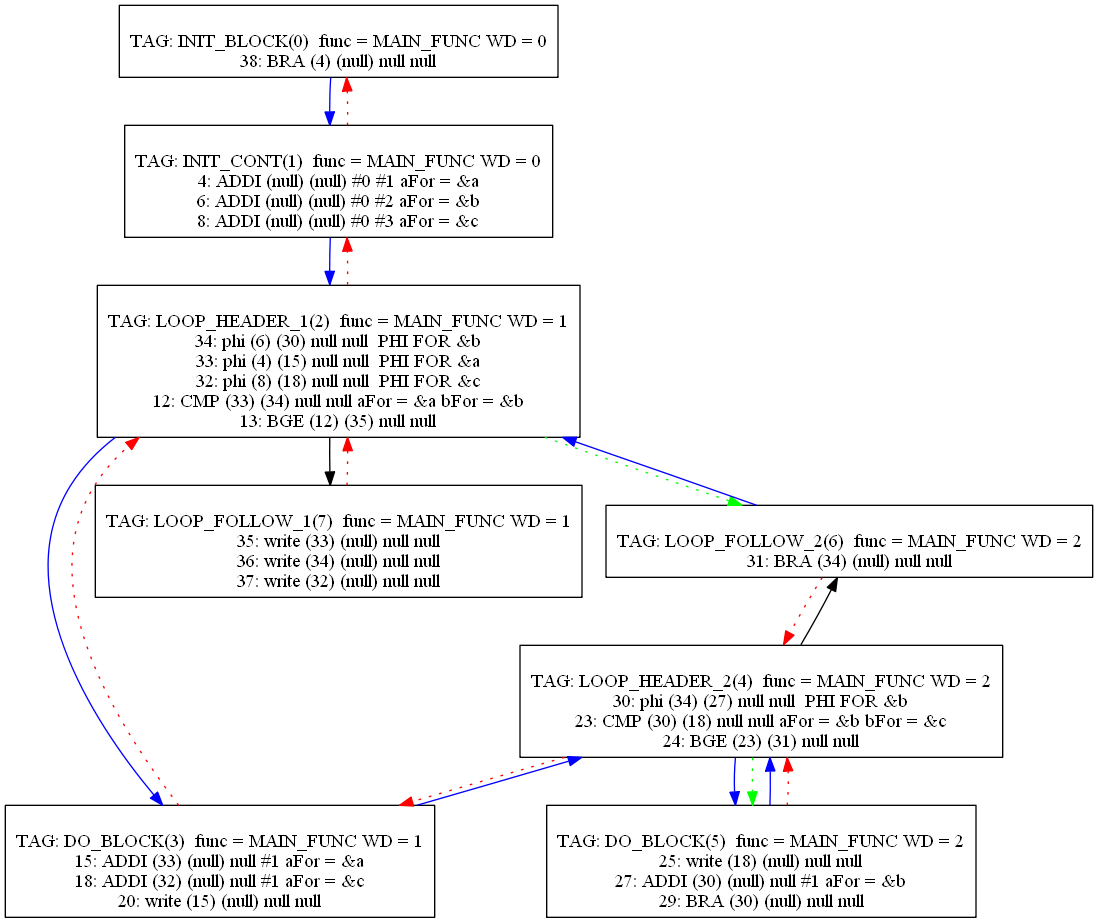 TAG: INIT_BLOCK(0) func = MAIN_FUNC WD = 0
38: BRA (4) (null) null null
TAG: INIT_CONT(1) func = MAIN_FUNC WD = 0
4: ADDI (null) (null) #0 #1 aFor = &a
6: ADDI (null) (null) #0 #2 aFor = &b
8: ADDI (null) (null) #0 #3 aFor = &c
TAG: LOOP_HEADER_1(2) func = MAIN_FUNC WD = 1
34: phi (6) (30) null null PHI FOR &b
33: phi (4) (15) null null PHI FOR &a
32: phi (8) (18) null null PHI FOR &c
12: CMP (33) (34) null null aFor = &a bFor = &b
13: BGE (12) (35) null null
TAG: LOOP_FOLLOW_1(7) func = MAIN_FUNC WD = 1
35: write (33) (null) null null
36: write (34) (null) null null
37: write (32) (null) null null
TAG: LOOP_FOLLOW_2(6) func = MAIN_FUNC WD = 2
31: BRA (34) (null) null null
TAG: LOOP_HEADER_2(4) func = MAIN_FUNC WD = 2
30: phi (34) (27) null null PHI FOR &b
23: CMP (30) (18) null null aFor = &b bFor = &c
24: BGE (23) (31) null null
TAG: DO_BLOCK(3) func = MAIN_FUNC WD = 1
15: ADDI (33) (null) null #1 aFor = &a
18: ADDI (32) (null) null #1 aFor = &c
20: write (15) (null) null null
TAG: DO_BLOCK(5) func = MAIN_FUNC WD = 2
25: write (18) (null) null null
27: ADDI (30) (null) null #1 aFor = &b
29: BRA (30) (null) null null